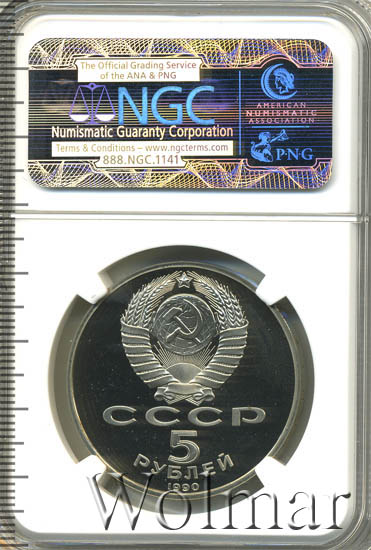 The Official Grading Service
of the ANA & PNG
NGC
Numismatic Guaranty Corporation
Terms & Conditions – www.ngcterms.com
888.NGC.1141
AMERICAN
NUMISMATIC
ASSOCIATION
PNG
СССР
5
РУБЛЕЙ
1990
Wolmar